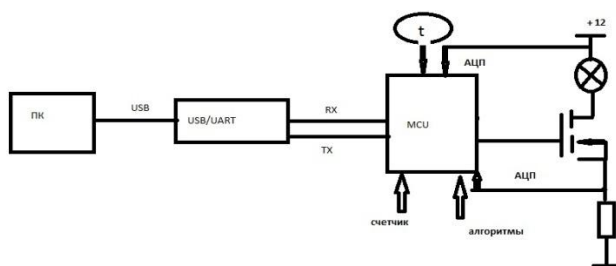 + 12
t
АЦП
ПК
USB
USB/UART
RX
TX
MCU
АЦП
счетчик
алгоритмы